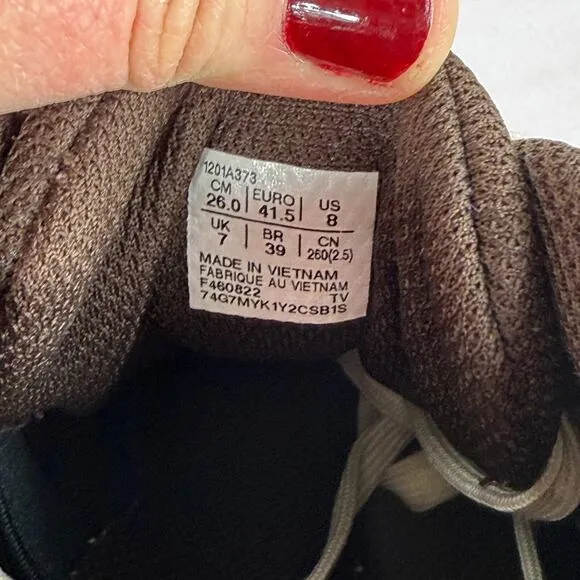 1201A373
CM 26.0 | EURO 41.5 | US 8
UK 7 | BR 39 | CN 260(2.5)
MADE IN VIETNAM
FABRIQUE AU VIETNAM
F460822 TV
74G7MYK1Y2CSB1S